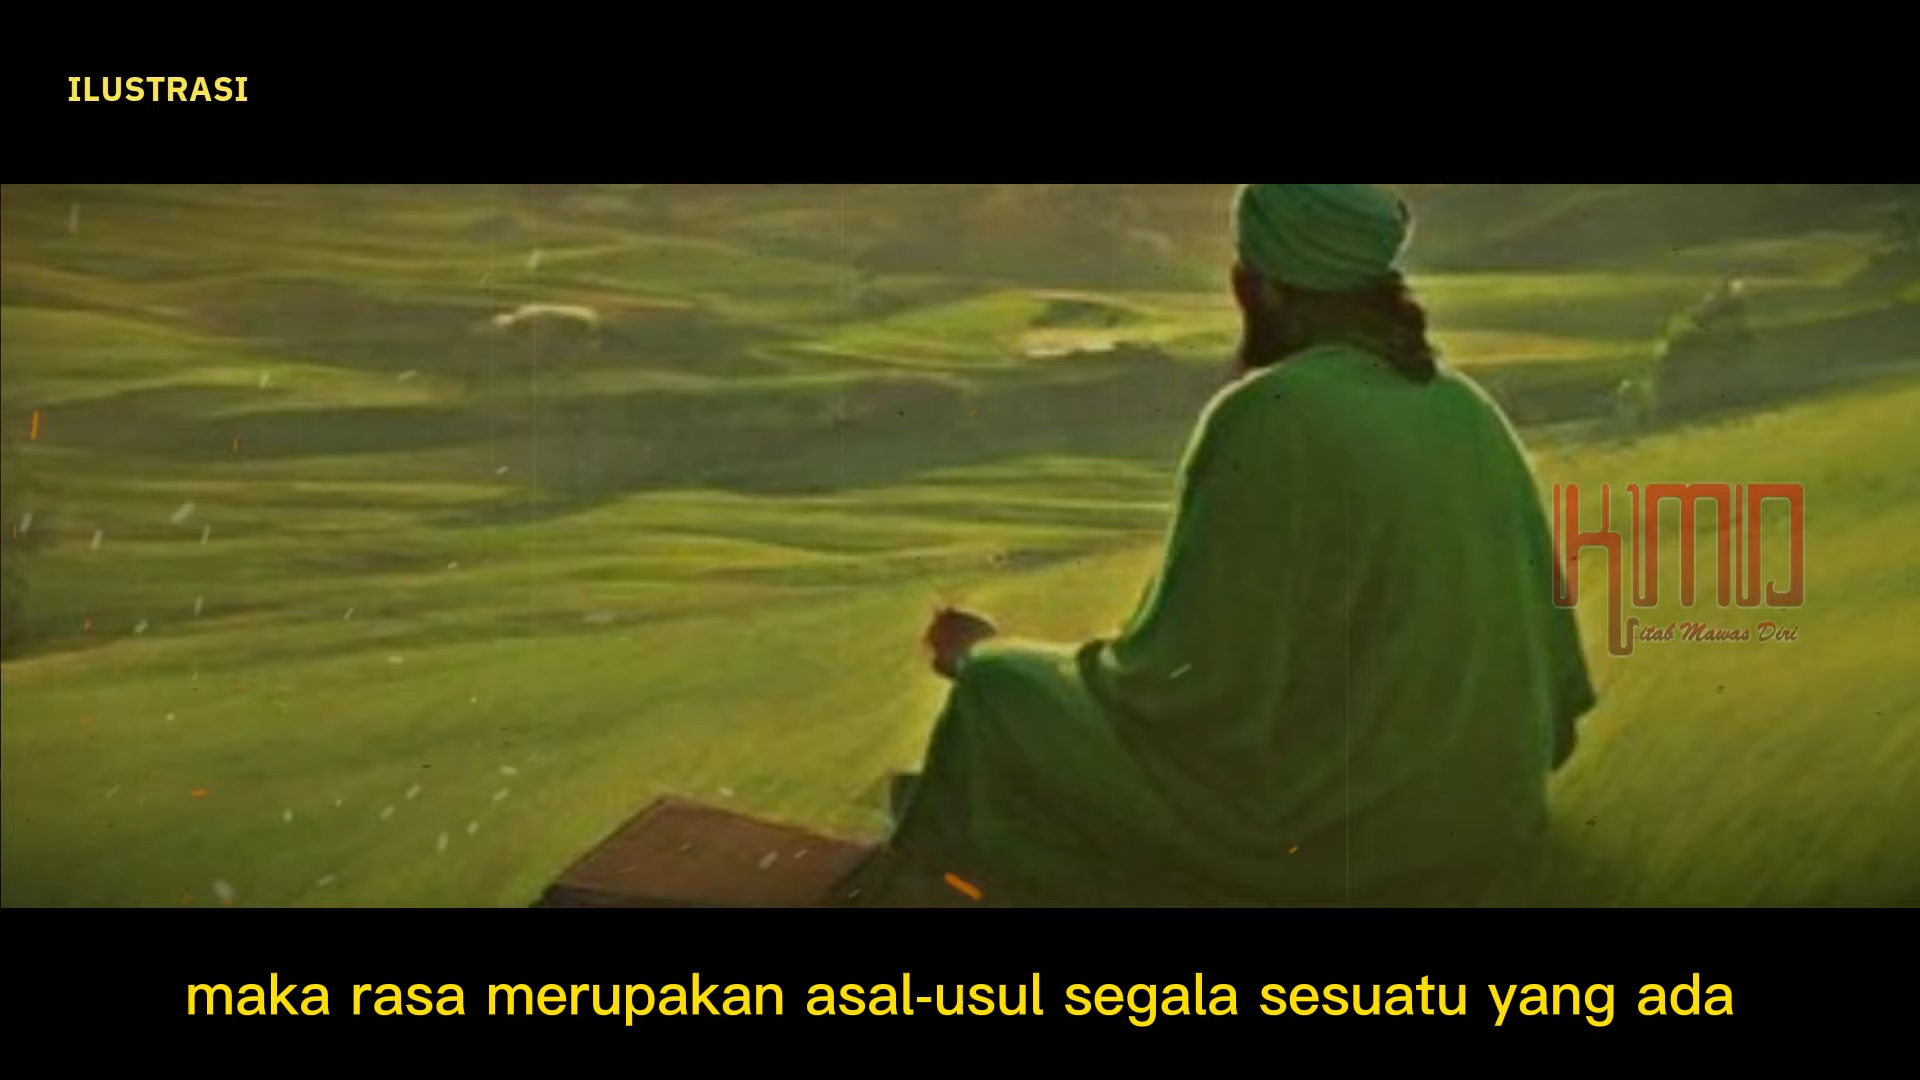 ILUSTRASI
KMD
Kitab Mawas Diri
maka rasa merupakan asal-usul segala sesuatu yang ada